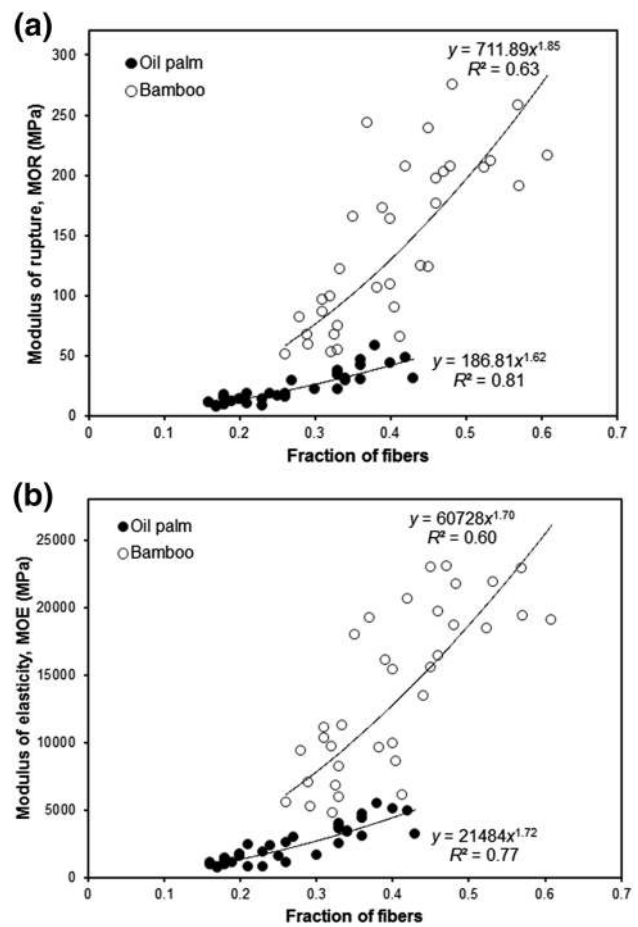 (a)
Modulus of rupture, MOR (MPa)
300
250
200
150
100
50
0
Oil palm
Bamboo
y = 711.89x^1.85
R² = 0.63
y = 186.81x^1.62
R² = 0.81
0 0.1 0.2 0.3 0.4 0.5 0.6 0.7
Fraction of fibers
(b)
Modulus of elasticity, MOE (MPa)
25000
20000
15000
10000
5000
0
Oil palm
Bamboo
y = 60728x^1.70
R² = 0.60
y = 21484x^1.72
R² = 0.77
0 0.1 0.2 0.3 0.4 0.5 0.6 0.7
Fraction of fibers